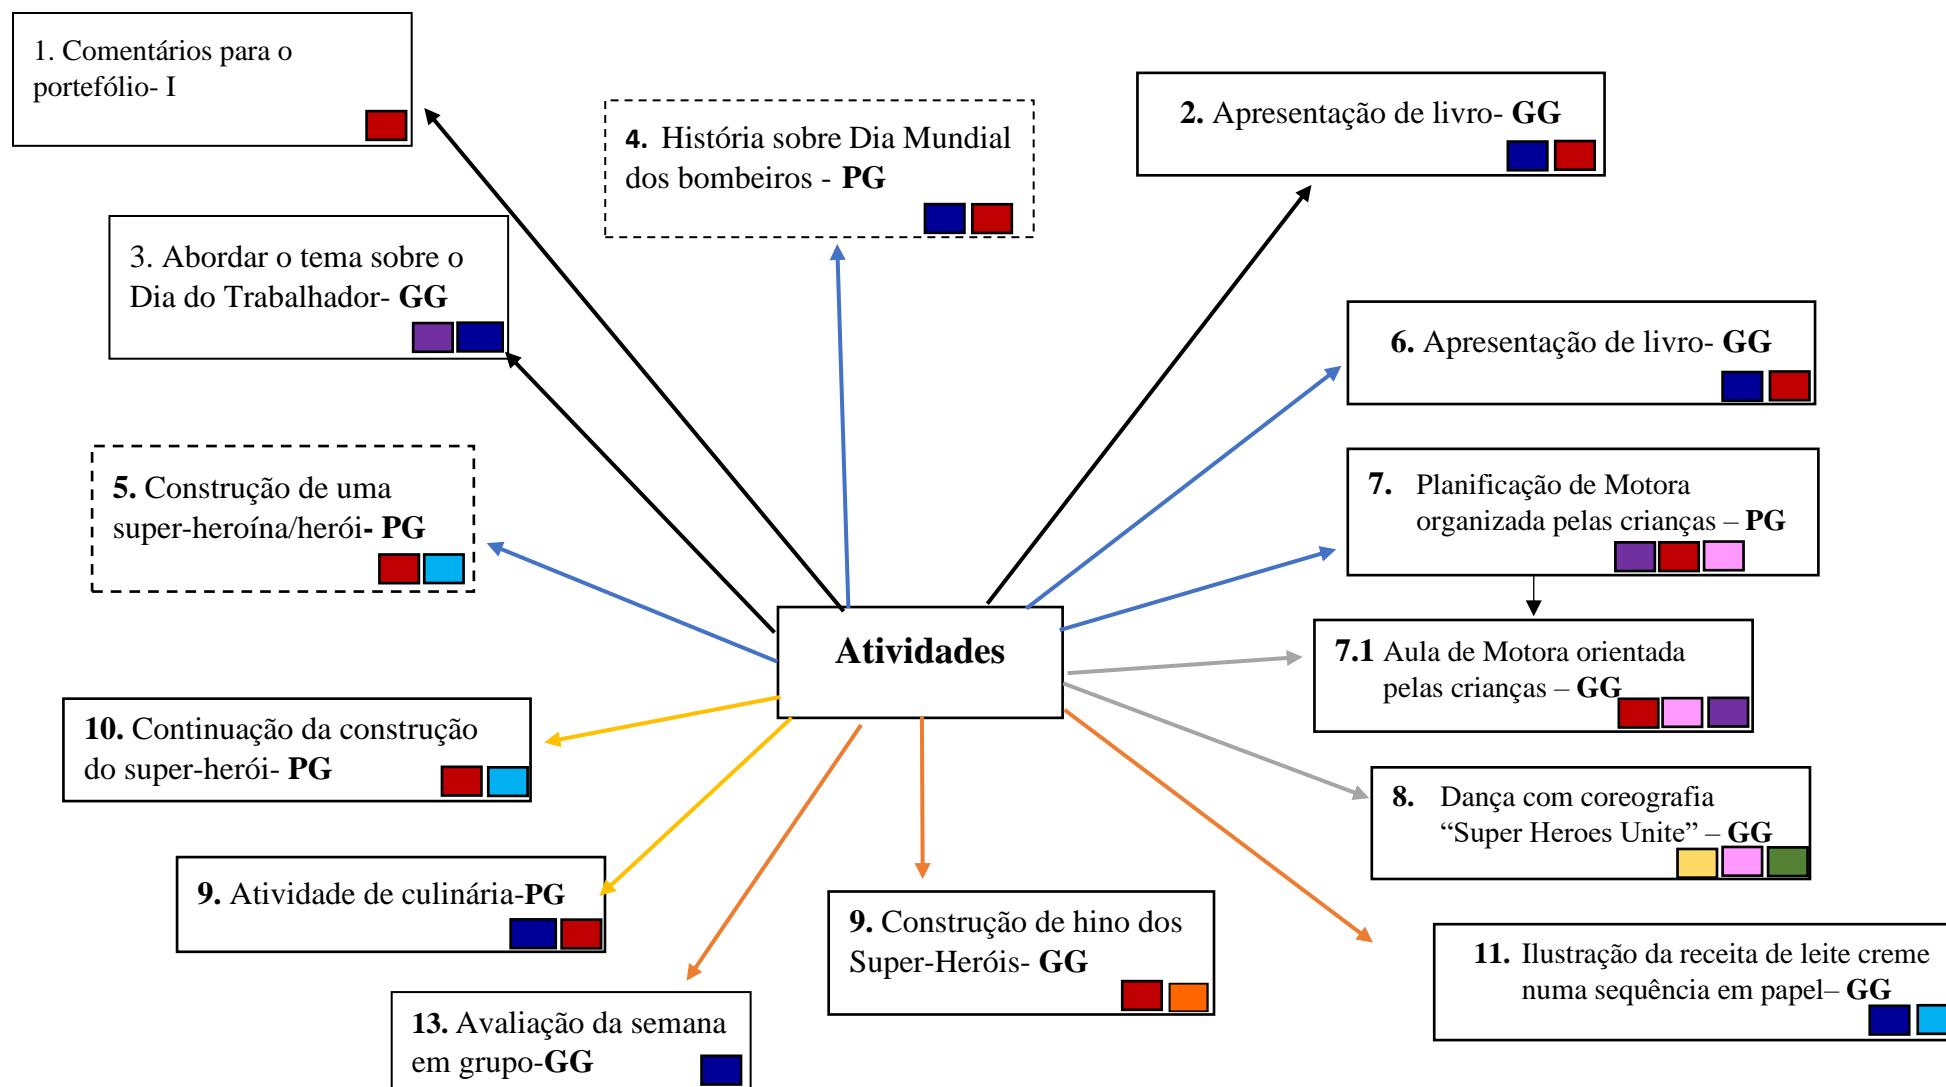 1. Comentários para o
portefólio- I
2. Apresentação de livro- GG
4. História sobre Dia Mundial
dos bombeiros - PG
3. Abordar o tema sobre o
Dia do Trabalhador- GG
6. Apresentação de livro- GG
5. Construção de uma
super-heroína/herói- PG
7. Planificação de Motora
organizada pelas crianças – PG
Atividades
7.1 Aula de Motora orientada
pelas crianças – GG
10. Continuação da construção
do super-herói- PG
8. Dança com coreografia
“Super Heroes Unite” – GG
9. Atividade de culinária-PG
9. Construção de hino dos
Super-Heróis- GG
11. Ilustração da receita de leite creme
numa sequência em papel– GG
13. Avaliação da semana
em grupo-GG